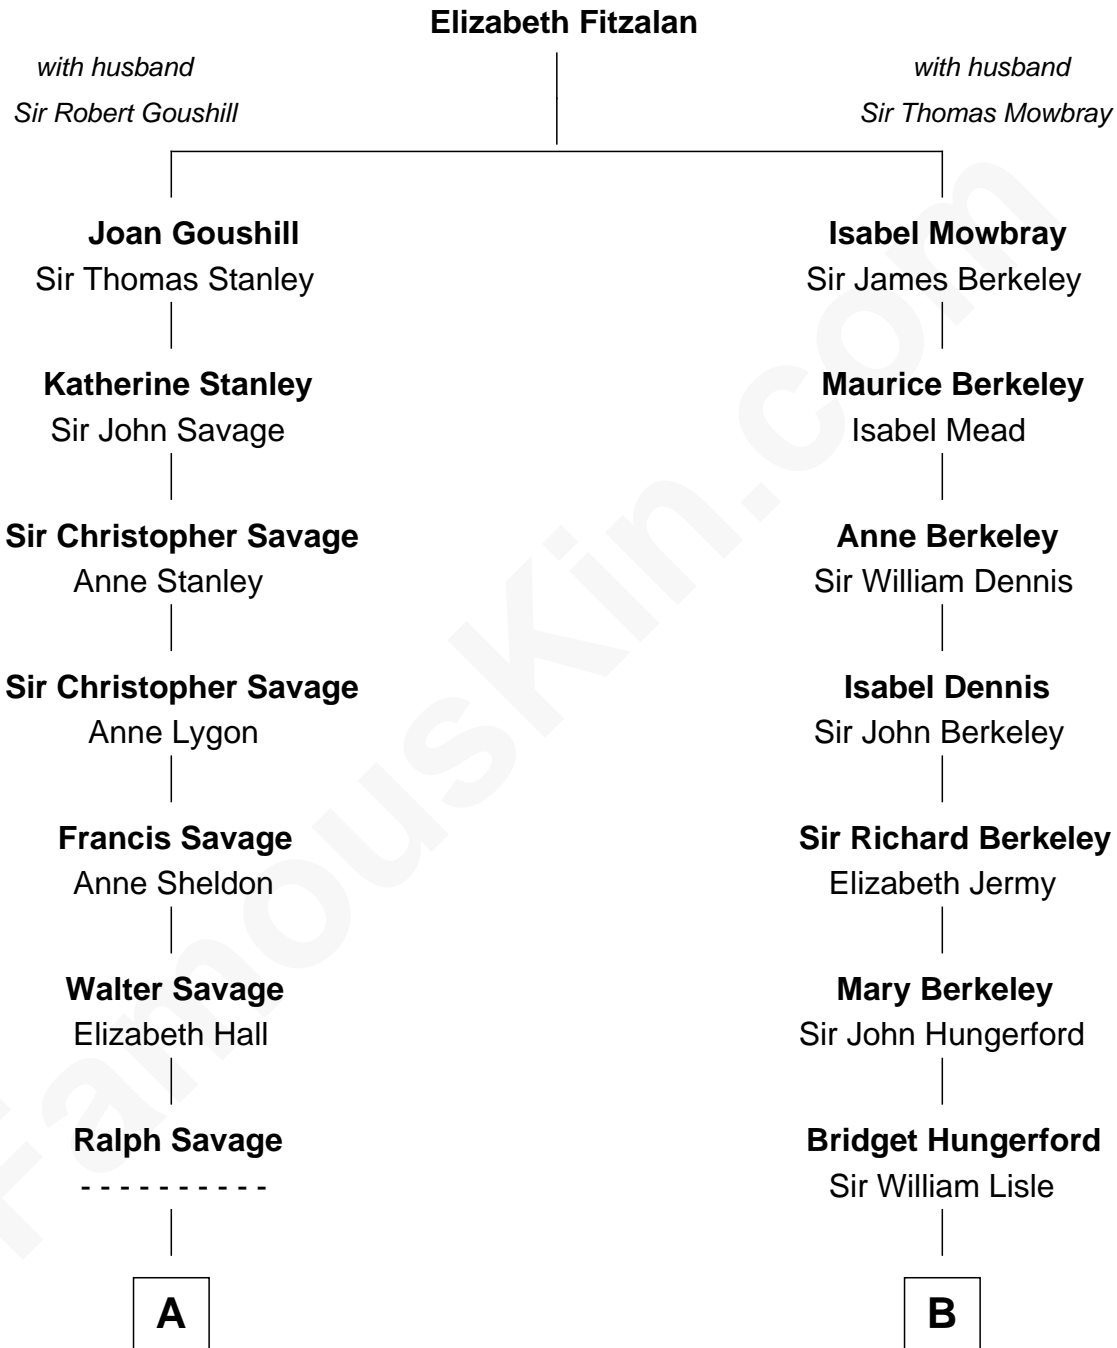 Elizabeth Fitzalan
with husband
Sir Robert Goushill
with husband
Sir Thomas Mowbray
Joan Goushill
Sir Thomas Stanley
Isabel Mowbray
Sir James Berkeley
Katherine Stanley
Sir John Savage
Maurice Berkeley
Isabel Mead
Sir Christopher Savage
Anne Stanley
Anne Berkeley
Sir William Dennis
Sir Christopher Savage
Anne Lygon
Isabel Dennis
Sir John Berkeley
Francis Savage
Anne Sheldon
Sir Richard Berkeley
Elizabeth Jermy
Walter Savage
Elizabeth Hall
Mary Berkeley
Sir John Hungerford
Ralph Savage
- - - - - - - - - -
Bridget Hungerford
Sir William Lisle
A
B
FamousKin.com